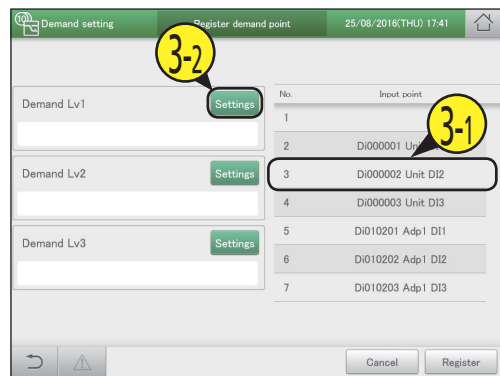 Demand setting
Register demand point
25/08/2016(THU) 17:41
3-2
3-1
Demand Lv1
Settings
Demand Lv2
Settings
Demand Lv3
Settings
No.
Input point
1
2
Di000001
3
Di000002 Unit DI2
4
Di000003 Unit DI3
5
Di010201 Adp1 DI1
6
Di010202 Adp1 DI2
7
Di010203 Adp1 DI3
Cancel
Register